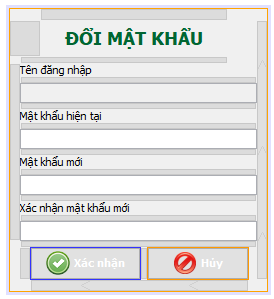 ĐỔI MẬT KHẨU
Tên đăng nhập
Mật khẩu hiện tại
Mật khẩu mới
Xác nhận mật khẩu mới
Xác nhận Hủy